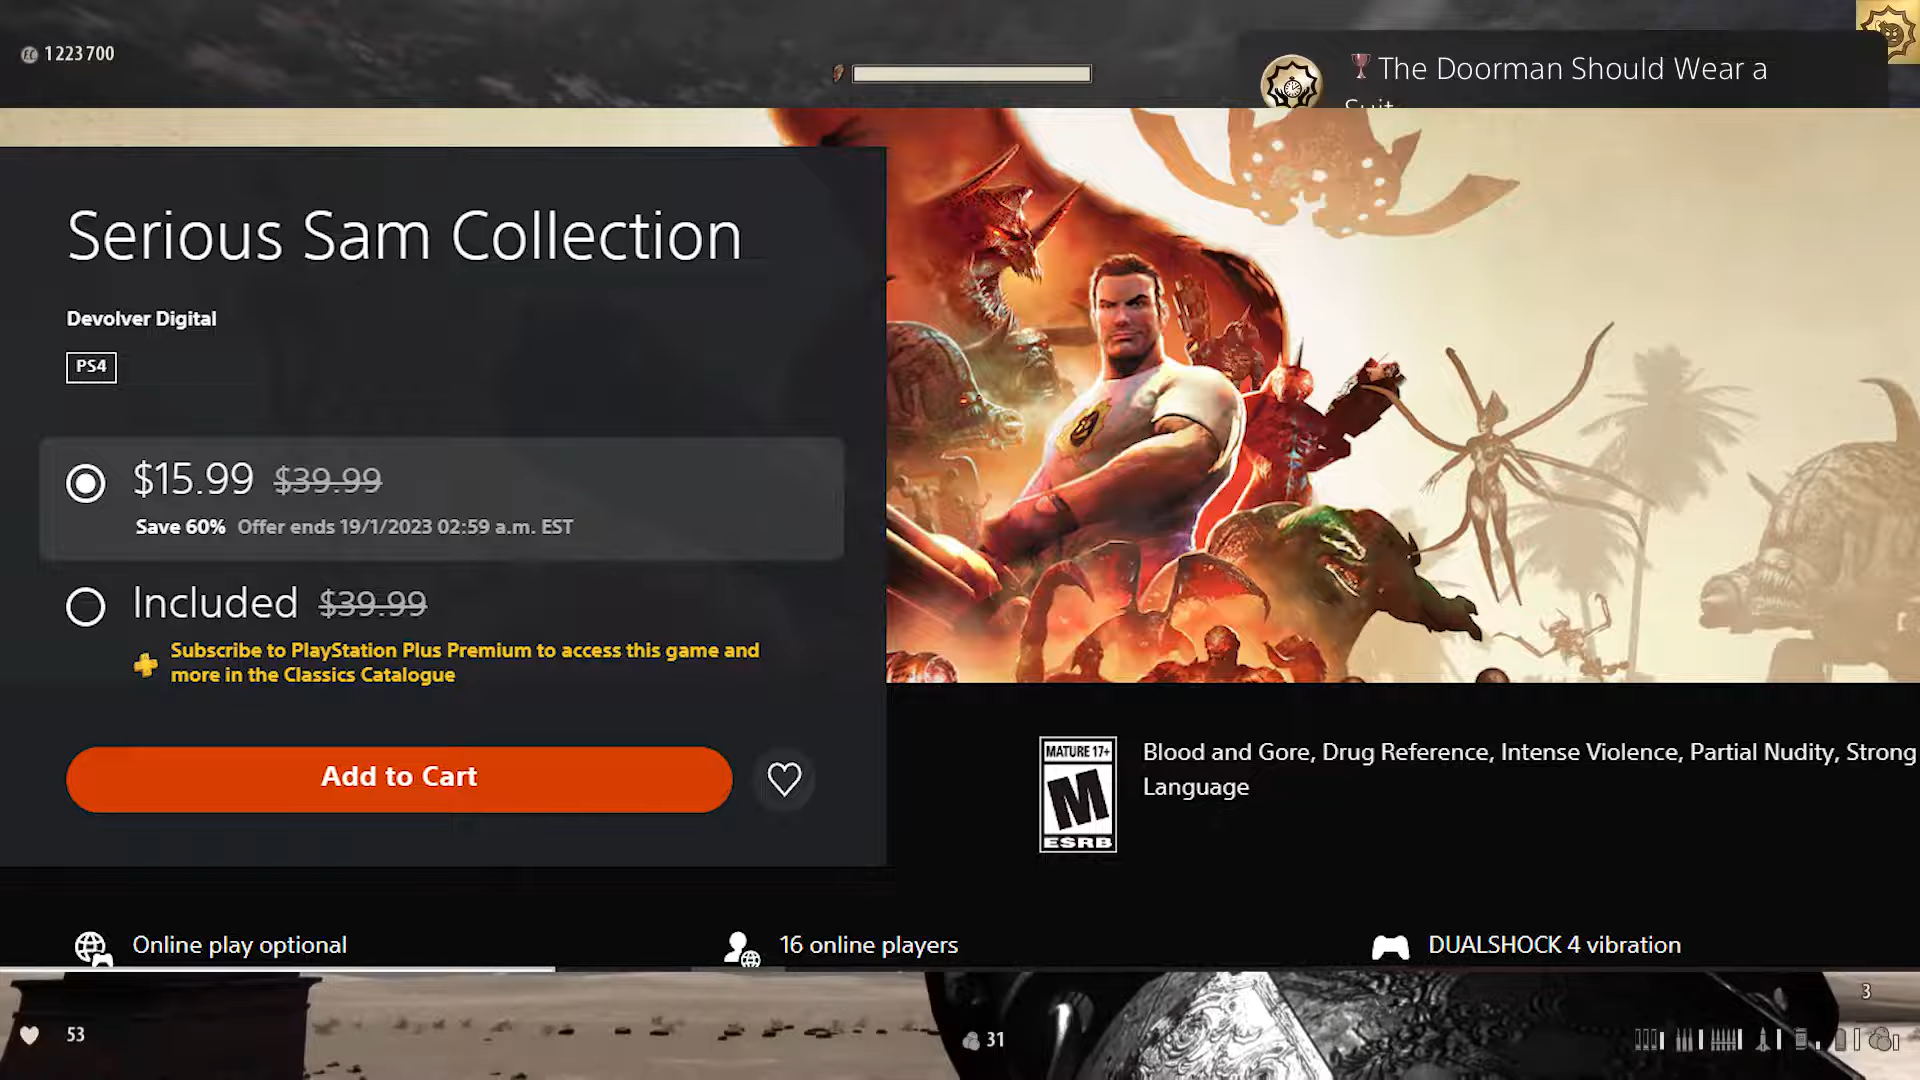 1223700
The Doorman Should Wear a
Suit
Serious Sam Collection
Devolver Digital
PS4
$15.99 $39.99
Save 60% Offer ends 19/1/2023 02:59 a.m. EST
Included $39.99
Subscribe to PlayStation Plus Premium to access this game and
more in the Classics Catalogue
Add to Cart
MATURE 17+
M
ESRB
Blood and Gore, Drug Reference, Intense Violence, Partial Nudity, Strong
Language
Online play optional
16 online players
DUALSHOCK 4 vibration
3
53
31